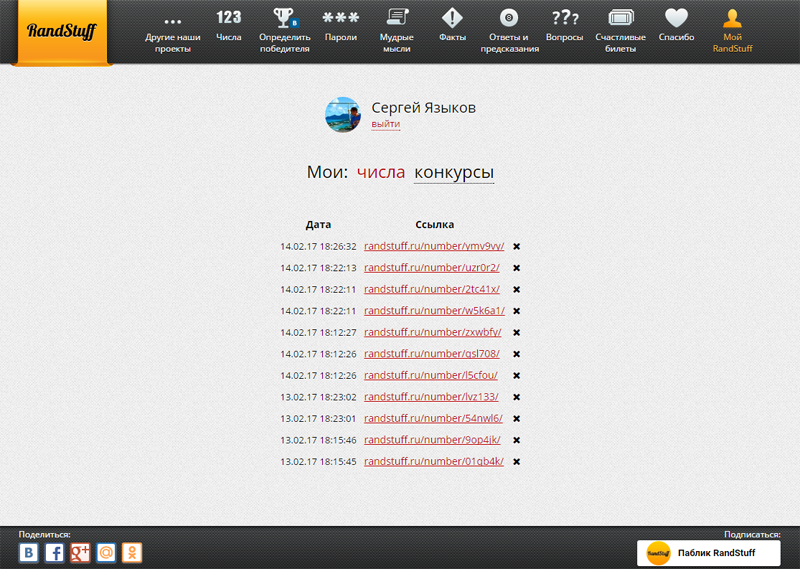 RandStuff
...
Другие наши
проекты
123
Числа
B
Определить
победителя
***
Пароли
Мудрые
мысли
!
Факты
8
Ответы и
предсказания
???
Вопросы
Счастливые
билеты
Спасибо
Мой
RandStuff
Сергей Языков
выйти
Мои: числа конкурсы
Дата Ссылка
14.02.17 18:26:32 randstuff.ru/number/vmv9vv/ ×
14.02.17 18:22:13 randstuff.ru/number/uzr0r2/ ×
14.02.17 18:22:11 randstuff.ru/number/2tc41x/ ×
14.02.17 18:22:11 randstuff.ru/number/w5k6a1/ ×
14.02.17 18:12:27 randstuff.ru/number/zxwbfy/ ×
14.02.17 18:12:26 randstuff.ru/number/qsl708/ ×
14.02.17 18:12:26 randstuff.ru/number/l5cfou/ ×
13.02.17 18:23:02 randstuff.ru/number/lvz133/ ×
13.02.17 18:23:01 randstuff.ru/number/54nwl6/ ×
13.02.17 18:15:46 randstuff.ru/number/9op4jk/ ×
13.02.17 18:15:45 randstuff.ru/number/01qb4k/ ×
Поделиться: Подписаться:
B f g+ @
RandStuff Паблик RandStuff